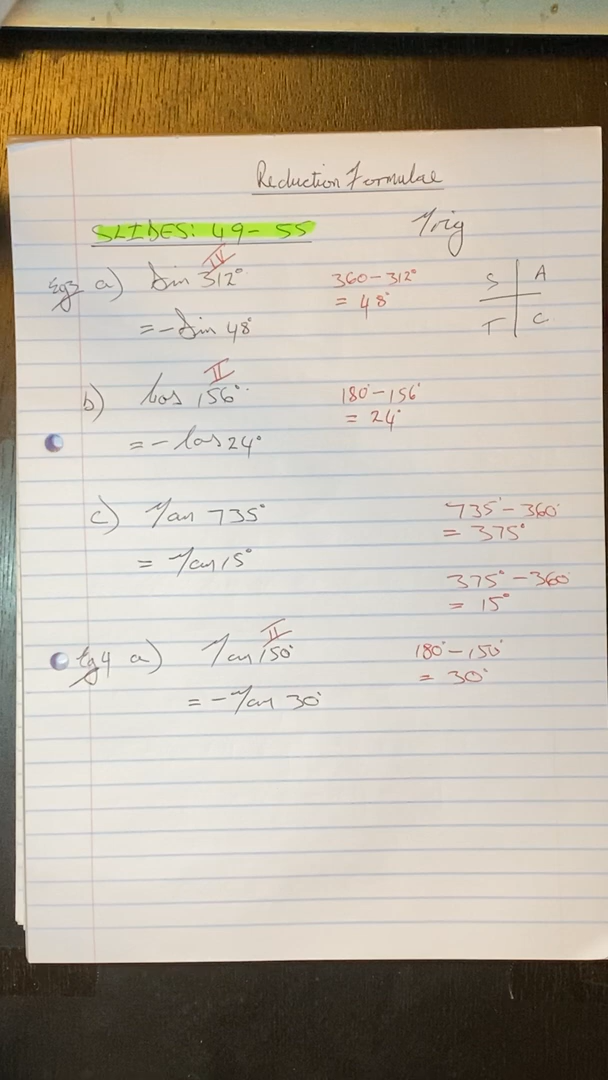 Reduction Formulae
SLIDES: 49-55
Trig
Eg3 a) Sin 312° IV
360-312°
= 48°
S A
T C
= -Sin 48°
b) Cos 156° II
180°-156°
= 24°
= -Cos 24°
c) Tan 735°
735°-360°
= 375°
= Tan 15°
375°-360°
= 15°
Eg4 a) Tan 150° II
180°-150°
= 30°
= -Tan 30°